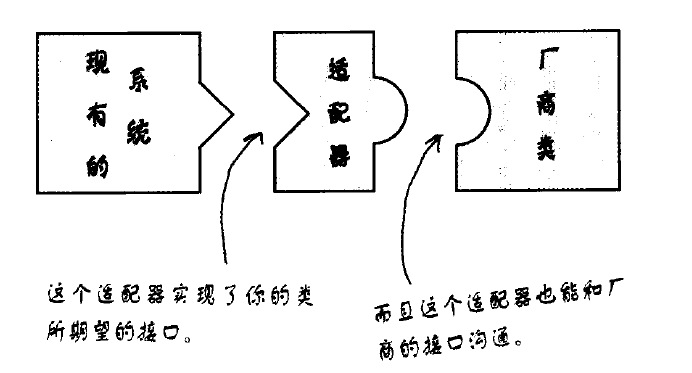 现有的
系统
适配器
厂商类
这个适配器实现了你的类
所期望的接口。
而且这个适配器也能和厂
商的接口沟通。